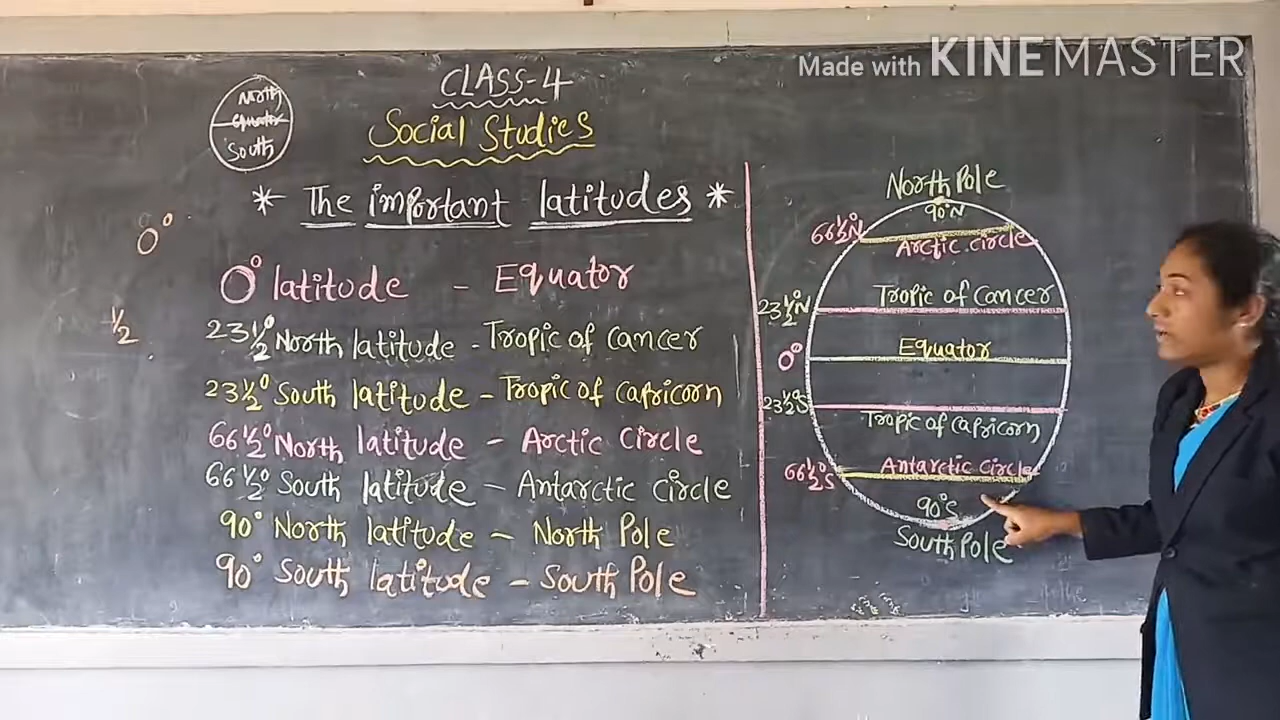 Made with KINEMASTER
CLASS-4
Social Studies
North
Equator
South
* The important latitudes *
0°
1/2
0° latitude - Equator
23 1/2° North latitude - Tropic of Cancer
23 1/2° South latitude - Tropic of Capricorn
66 1/2° North latitude - Arctic Circle
66 1/2° South latitude - Antarctic Circle
90° North latitude - North Pole
90° South latitude - South Pole
North Pole
90°N
66 1/2°N
Arctic Circle
23 1/2°N
Tropic of Cancer
0°
Equator
23 1/2°S
Tropic of Capricorn
66 1/2°S
Antarctic Circle
90°S
South Pole